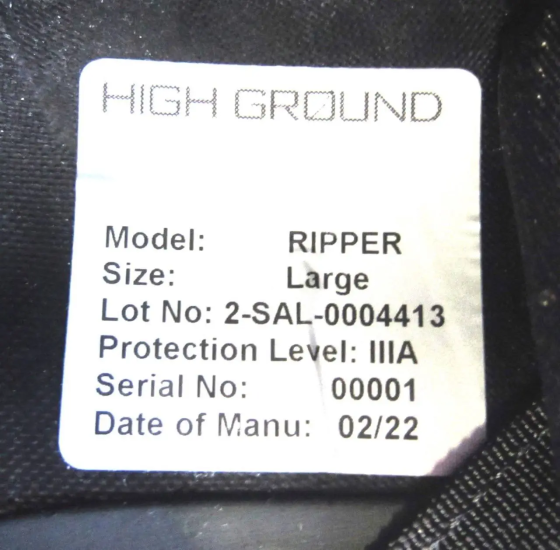 HIGH GROUND
Model: RIPPER
Size: Large
Lot No: 2-SAL-0004413
Protection Level: IIIA
Serial No: 00001
Date of Manu: 02/22